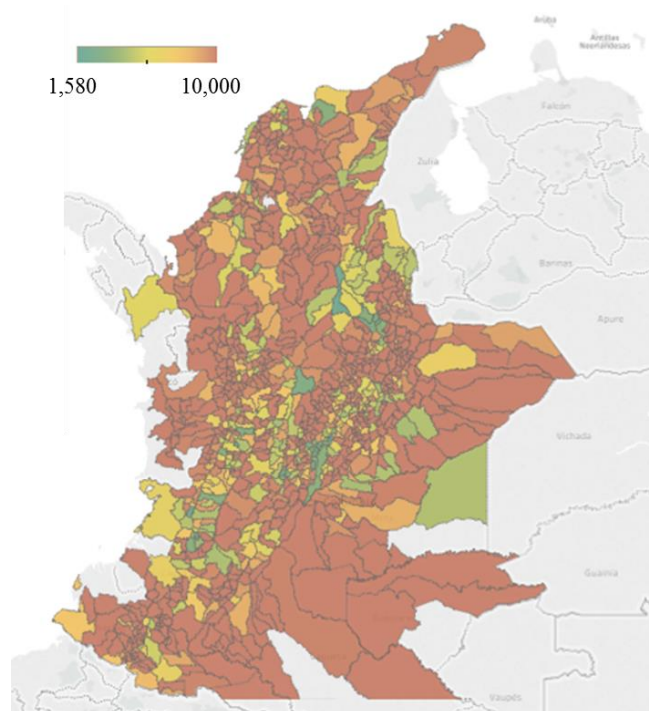 Aruba
Antillas
Neerlandesas
1,580
10,000
Falcón
Zulia
Barinas
Apure
Vichada
Guainía
Vaupés